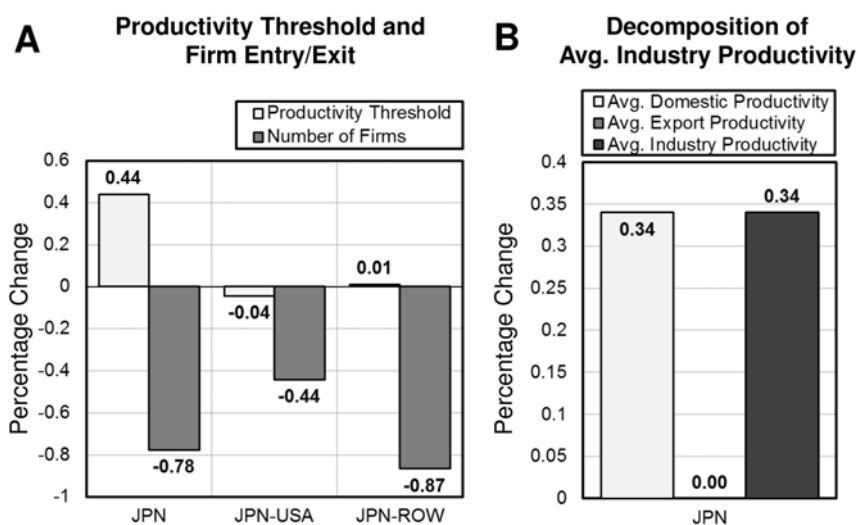 A
Productivity Threshold and
Firm Entry/Exit
Productivity Threshold
Number of Firms
Percentage Change
0.6
0.4
0.2
0
-0.2
-0.4
-0.6
-0.8
-1
0.44
-0.78
-0.04
-0.44
0.01
-0.87
JPN
JPN-USA
JPN-ROW
B
Decomposition of
Avg. Industry Productivity
Avg. Domestic Productivity
Avg. Export Productivity
Avg. Industry Productivity
Percentage Change
0.4
0.35
0.3
0.25
0.2
0.15
0.1
0.05
0
0.34
0.00
0.34
JPN